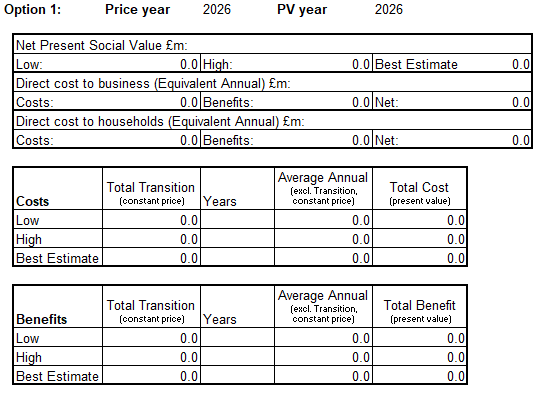 Option 1: Price year 2026 PV year 2026
Net Present Social Value £m:
Low: 0.0 High: 0.0 Best Estimate 0.0
Direct cost to business (Equivalent Annual) £m:
Costs: 0.0 Benefits: 0.0 Net: 0.0
Direct cost to households (Equivalent Annual) £m:
Costs: 0.0 Benefits: 0.0 Net: 0.0
Costs Total Transition (constant price) Years Average Annual (excl. Transition, constant price) Total Cost (present value)
Low 0.0 0.0 0.0
High 0.0 0.0 0.0
Best Estimate 0.0 0.0 0.0
Benefits Total Transition (constant price) Years Average Annual (excl. Transition, constant price) Total Benefit (present value)
Low 0.0 0.0 0.0
High 0.0 0.0 0.0
Best Estimate 0.0 0.0 0.0